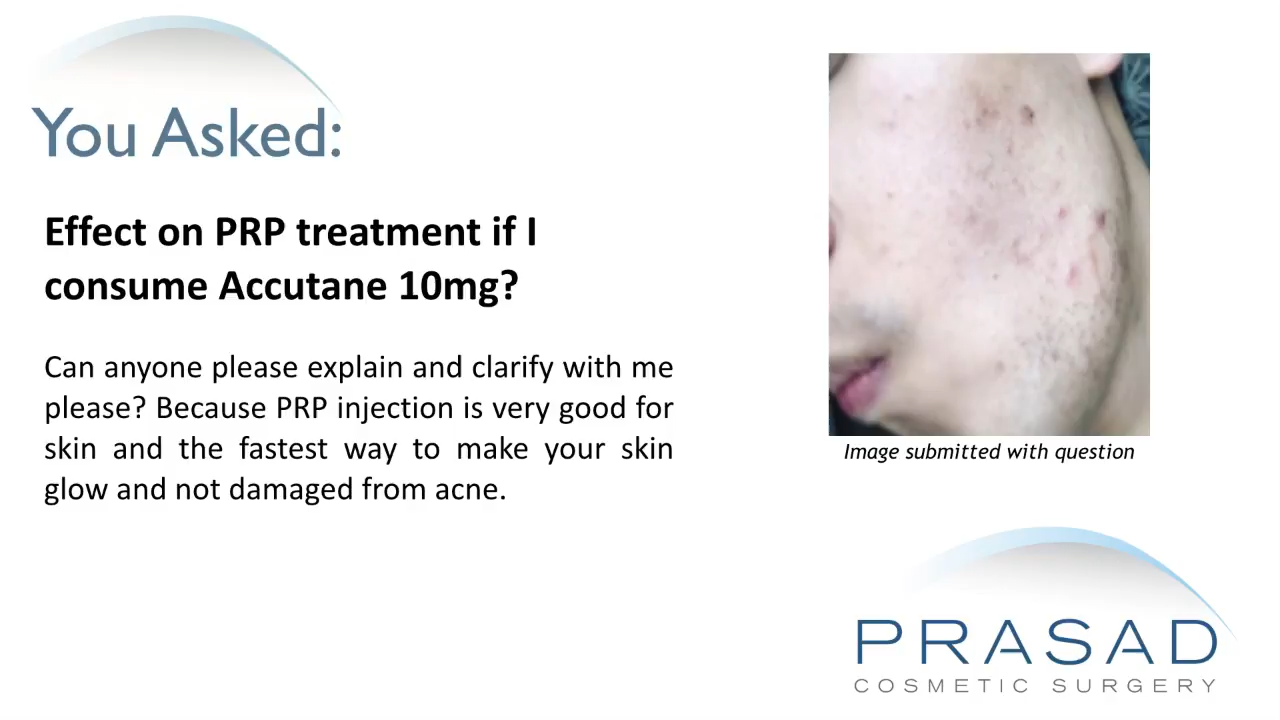 You Asked:
Effect on PRP treatment if I
consume Accutane 10mg?
Can anyone please explain and clarify with me
please? Because PRP injection is very good for
skin and the fastest way to make your skin
glow and not damaged from acne.
Image submitted with question
PRASAD
COSMETIC SURGERY